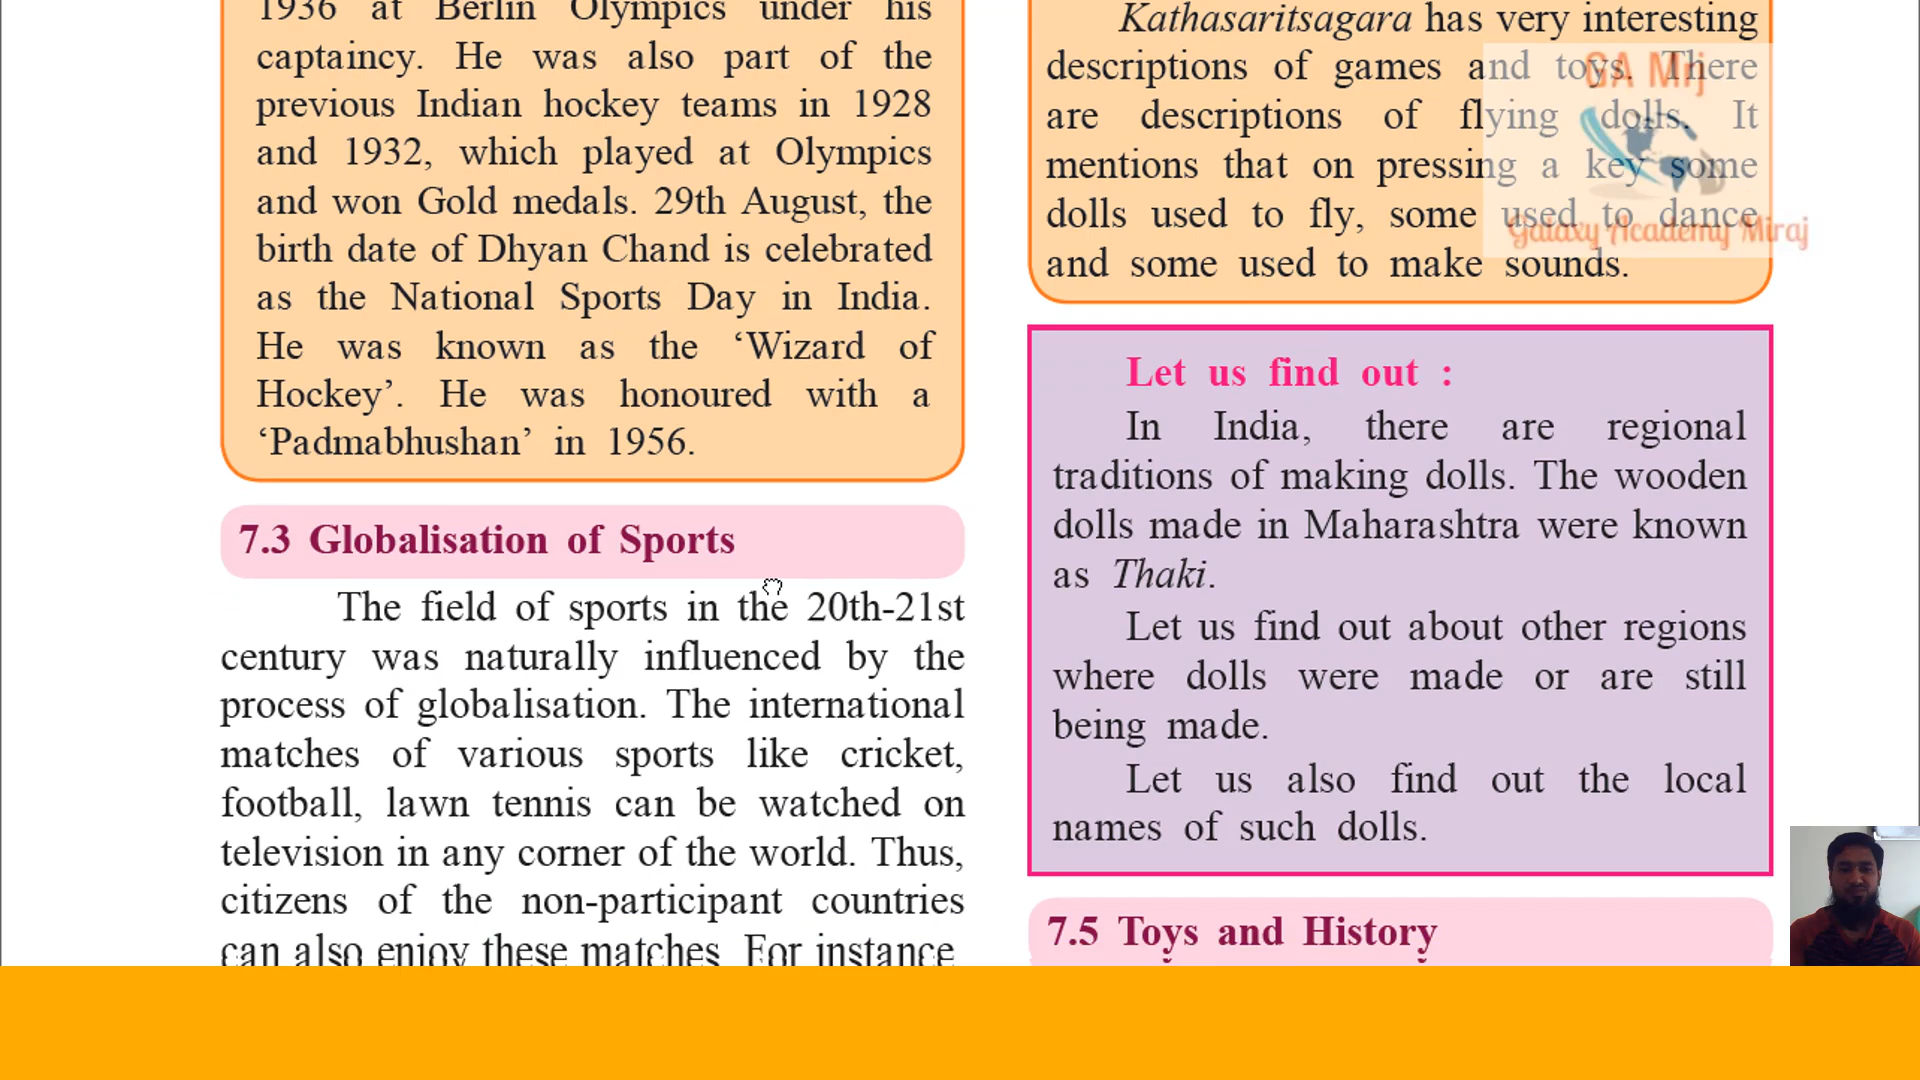 1936 at Berlin Olympics under his
captaincy. He was also part of the
previous Indian hockey teams in 1928
and 1932, which played at Olympics
and won Gold medals. 29th August, the
birth date of Dhyan Chand is celebrated
as the National Sports Day in India.
He was known as the ‘Wizard of
Hockey’. He was honoured with a
‘Padmabhushan’ in 1956.
7.3 Globalisation of Sports
The field of sports in the 20th-21st
century was naturally influenced by the
process of globalisation. The international
matches of various sports like cricket,
football, lawn tennis can be watched on
television in any corner of the world. Thus,
citizens of the non-participant countries
can also enjoy these matches. For instance,
Kathasaritsagara has very interesting
descriptions of games and toys. There
are descriptions of flying dolls. It
mentions that on pressing a key some
dolls used to fly, some used to dance
and some used to make sounds.
Let us find out :
In India, there are regional
traditions of making dolls. The wooden
dolls made in Maharashtra were known
as Thaki.
Let us find out about other regions
where dolls were made or are still
being made.
Let us also find out the local
names of such dolls.
7.5 Toys and History
GA Mrj
Galaxy Academy Miraj